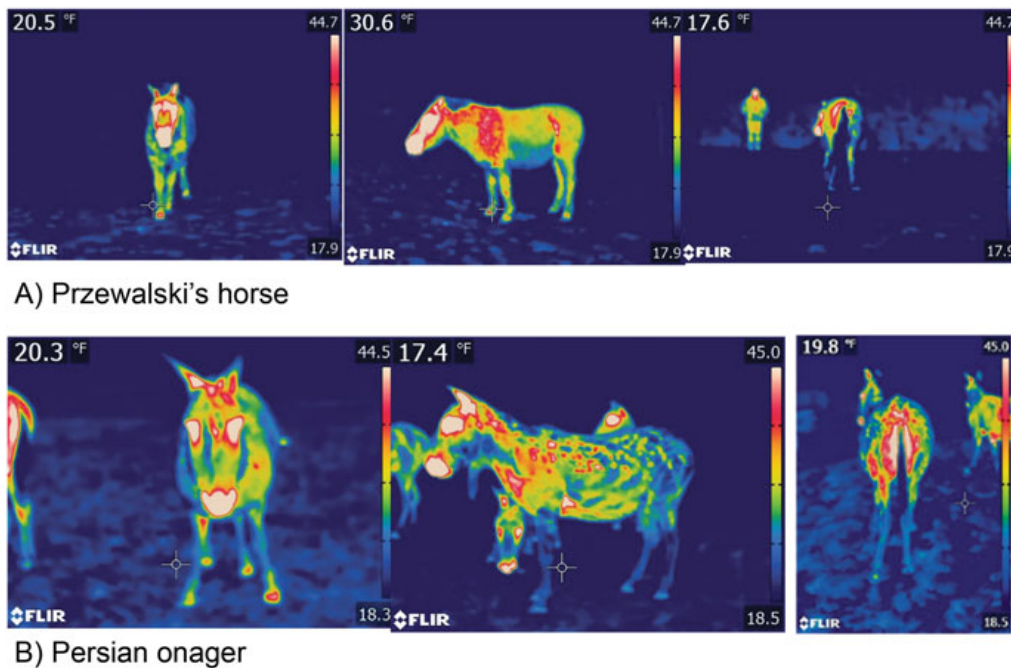 20.5 °F 44.7 30.6 °F 44.7 17.6 °F 44.7
FLIR 17.9 FLIR 17.9 FLIR 17.9
A) Przewalski’s horse
20.3 °F 44.5 17.4 °F 45.0 19.8 °F 45.0
FLIR 18.3 FLIR 18.5 FLIR 18.5
B) Persian onager